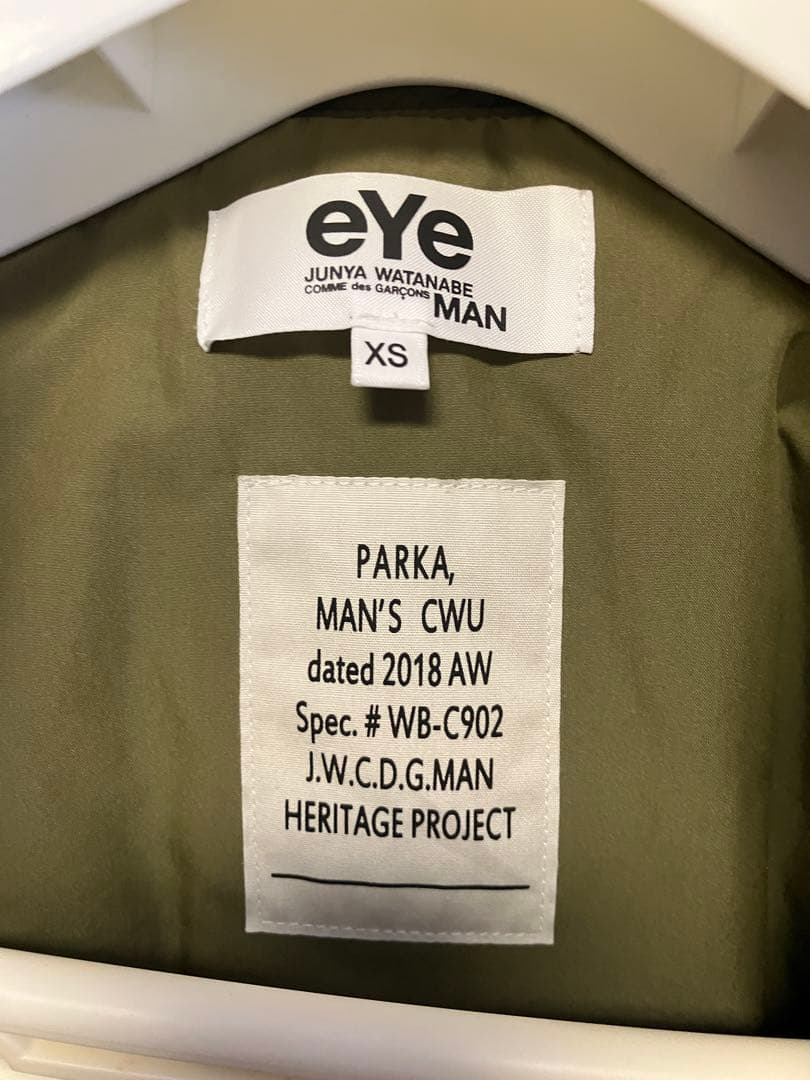 eYe
JUNYA WATANABE
COMME des GARÇONS MAN
XS
PARKA,
MAN'S CWU
dated 2018 AW
Spec. # WB-C902
J.W.C.D.G.MAN
HERITAGE PROJECT